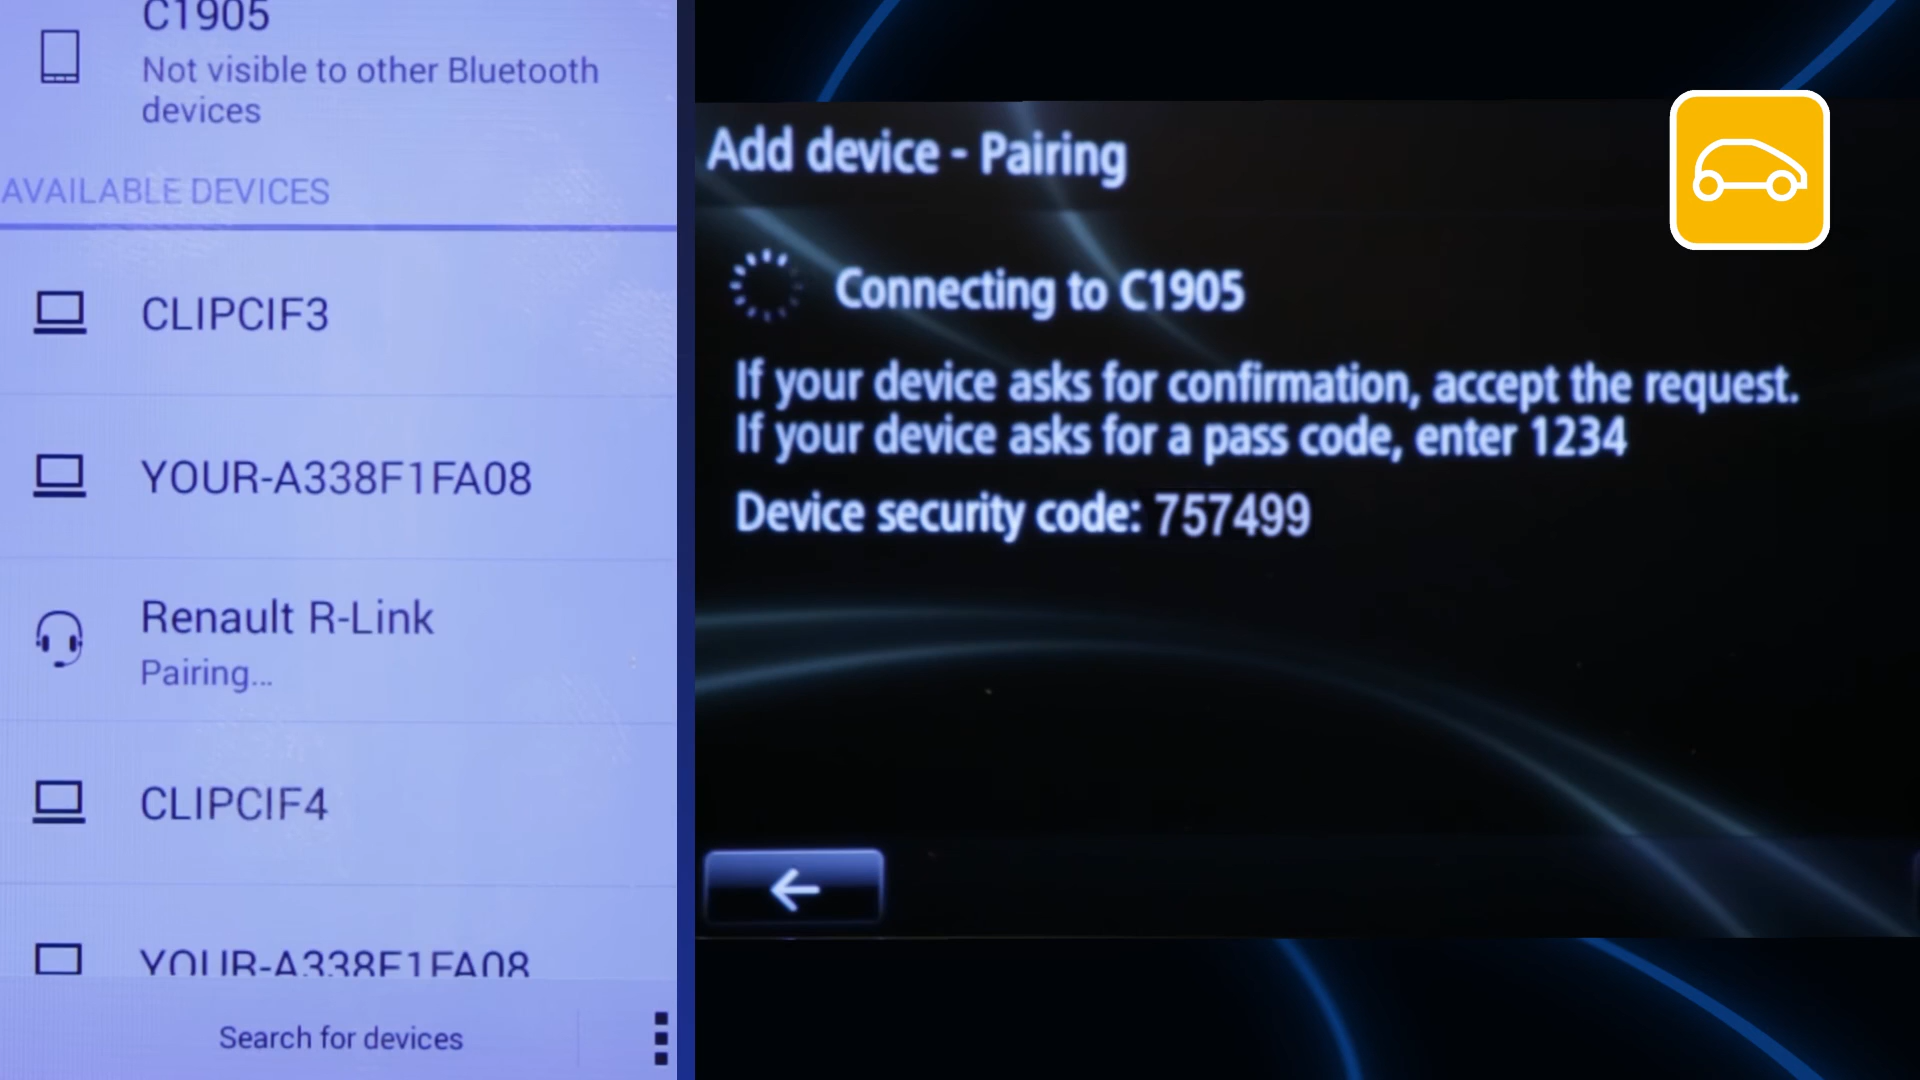 C1905
Not visible to other Bluetooth
devices
AVAILABLE DEVICES
CLIPCIF3
YOUR-A338F1FA08
Renault R-Link
Pairing...
CLIPCIF4
YOUR-A338F1FA08
Search for devices
Add device - Pairing
Connecting to C1905
If your device asks for confirmation, accept the request.
If your device asks for a pass code, enter 1234
Device security code: 757499